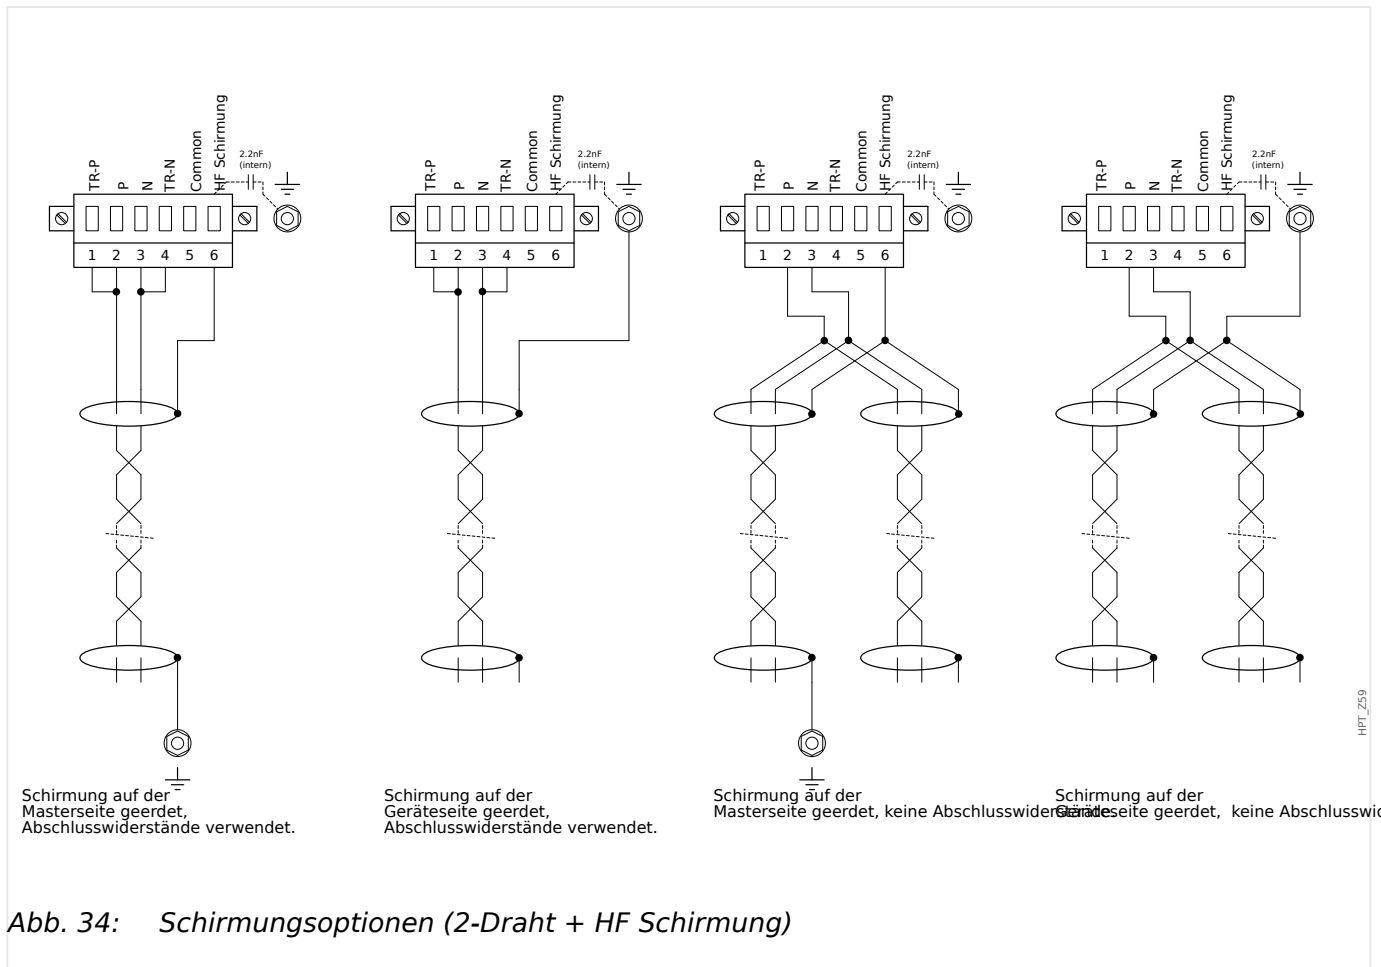 TR-P
P
N
TR-N
Common
HF Schirmung
2.2nF
(intern)
1 2 3 4 5 6
TR-P
P
N
TR-N
Common
HF Schirmung
2.2nF
(intern)
1 2 3 4 5 6
TR-P
P
N
TR-N
Common
HF Schirmung
2.2nF
(intern)
1 2 3 4 5 6
TR-P
P
N
TR-N
Common
HF Schirmung
2.2nF
(intern)
1 2 3 4 5 6
HPT_Z59
Schirmung auf der
Masterseite geerdet,
Abschlusswiderstände verwendet.
Schirmung auf der
Geräteseite geerdet,
Abschlusswiderstände verwendet.
Schirmung auf der
Masterseite geerdet, keine Abschlusswiderstände.
Schirmung auf der
Geräteseite geerdet, keine
Abb. 34: Schirmungsoptionen (2-Draht + HF Schirmung)